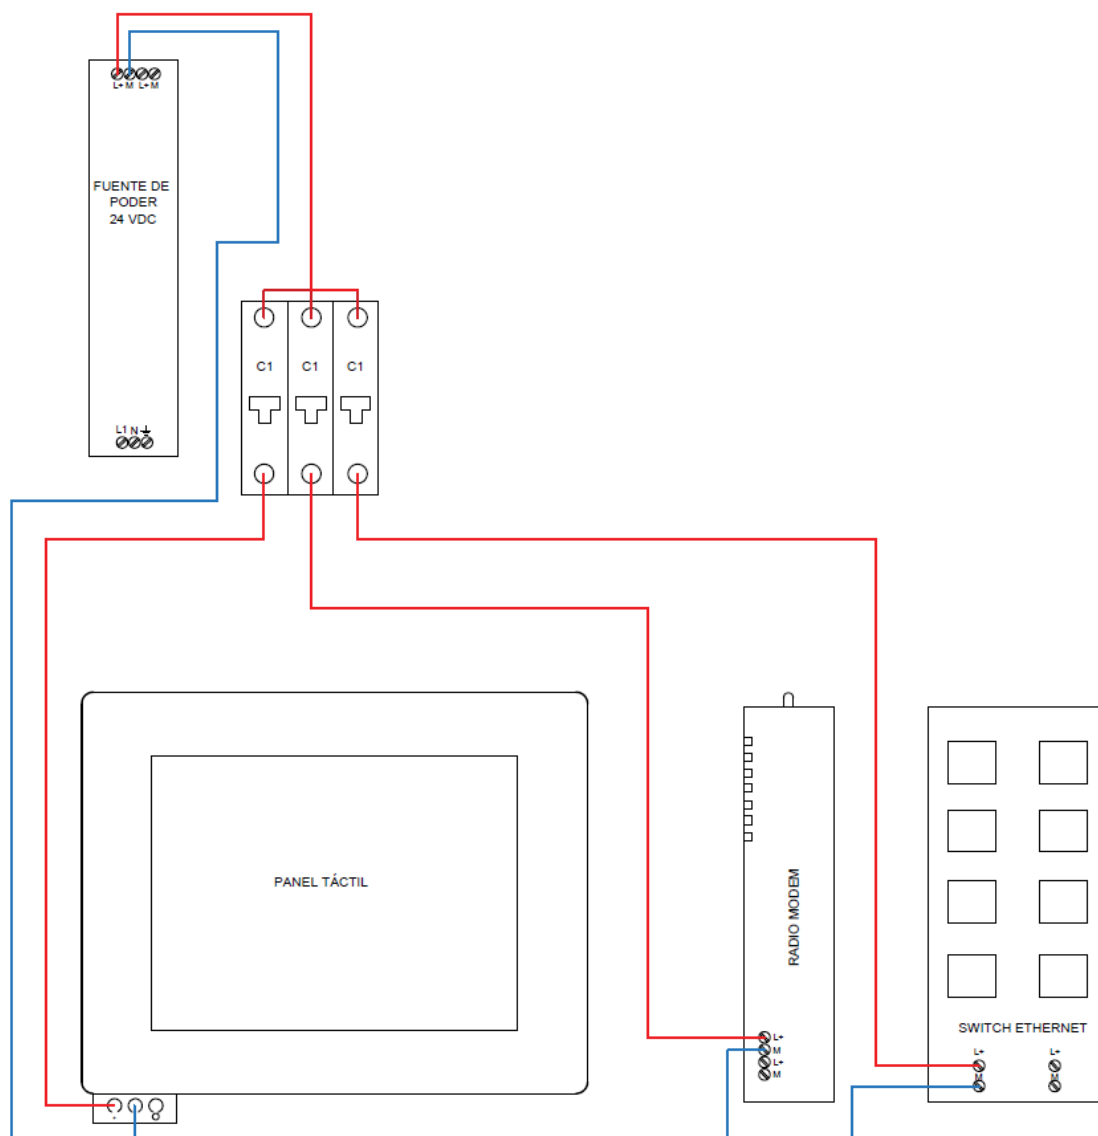 L+ M L+ M
FUENTE DE
PODER
24 VDC
L1 N
C1 C1 C1
PANEL TÁCTIL
RADIO MODEM
L+
M
L+
M
SWITCH ETHERNET
L+ L+
M M